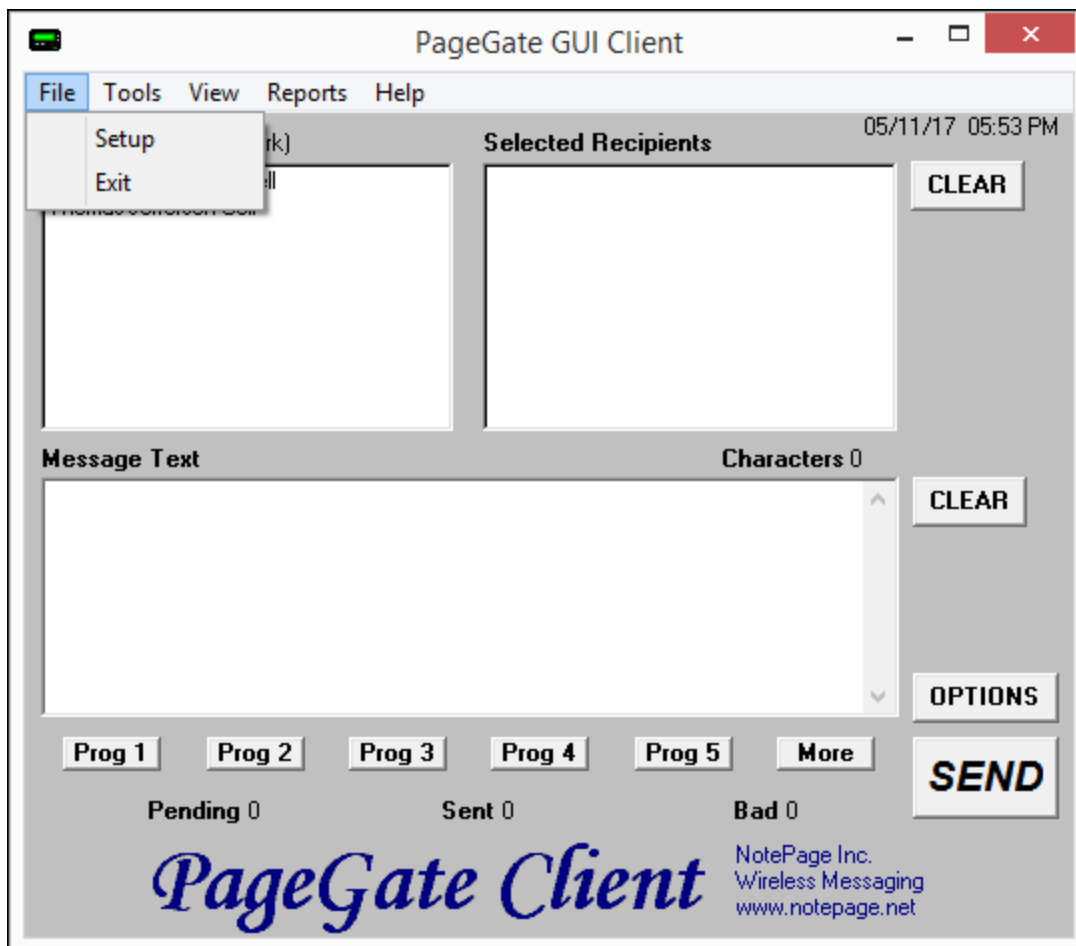 PageGate GUI Client
File Tools View Reports Help
05/11/17 05:53 PM
Setup
Exit
rk)
Selected Recipients
CLEAR
Message Text
Characters 0
CLEAR
OPTIONS
Prog 1 Prog 2 Prog 3 Prog 4 Prog 5 More
SEND
Pending 0 Sent 0 Bad 0
PageGate Client
NotePage Inc.
Wireless Messaging
www.notepage.net